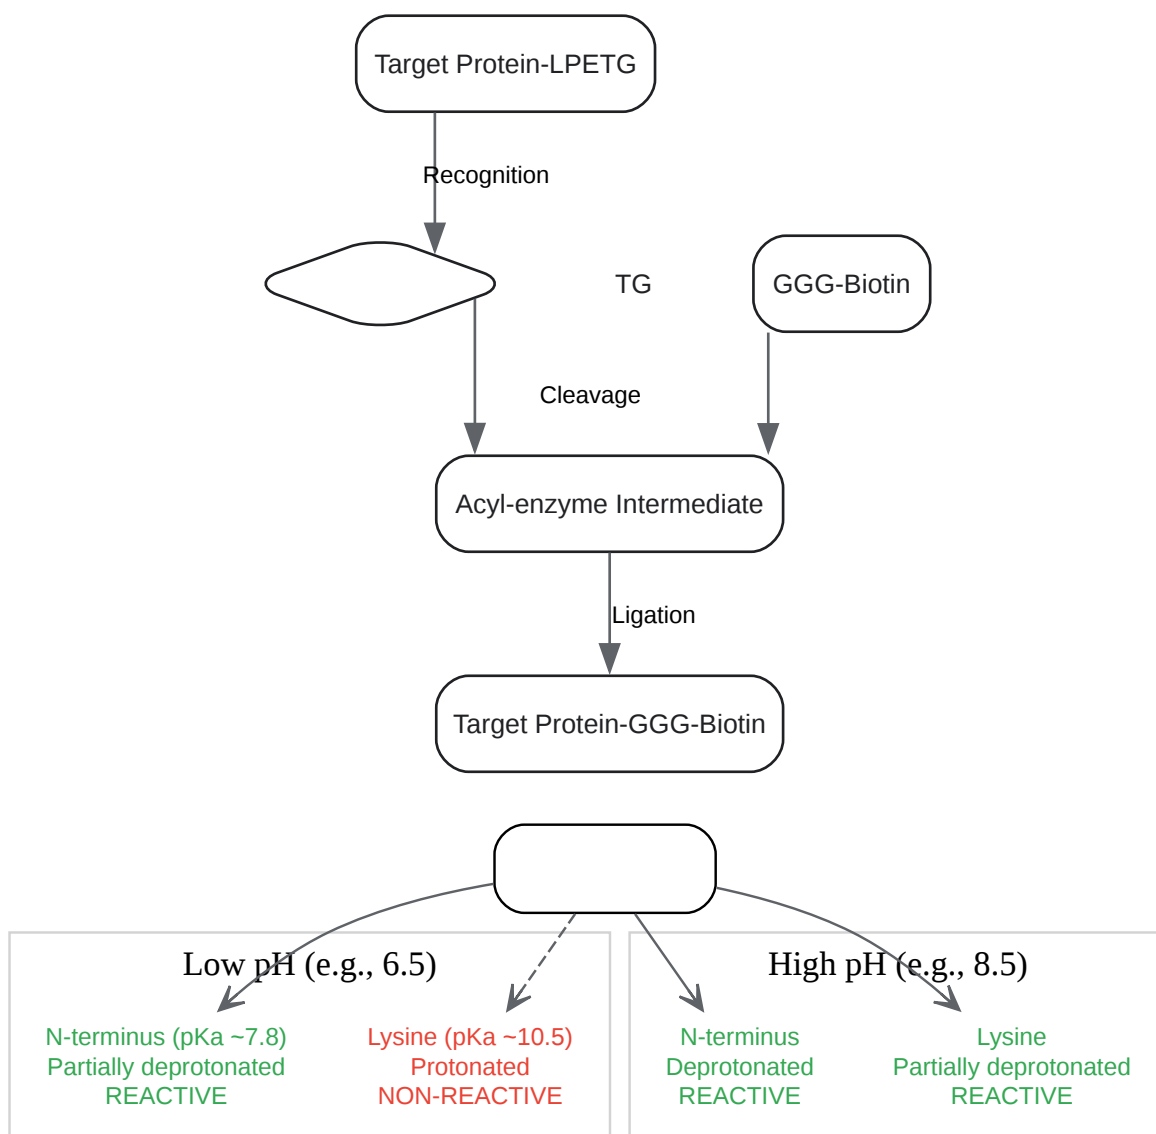 Target Protein-LPETG
Recognition
TG
GGG-Biotin
Cleavage
Acyl-enzyme Intermediate
Ligation
Target Protein-GGG-Biotin
Low pH (e.g., 6.5)
N-terminus (pKa ~7.8)
Partially deprotonated
REACTIVE
Lysine (pKa ~10.5)
Protonated
NON-REACTIVE
High pH (e.g., 8.5)
N-terminus
Deprotonated
REACTIVE
Lysine
Partially deprotonated
REACTIVE